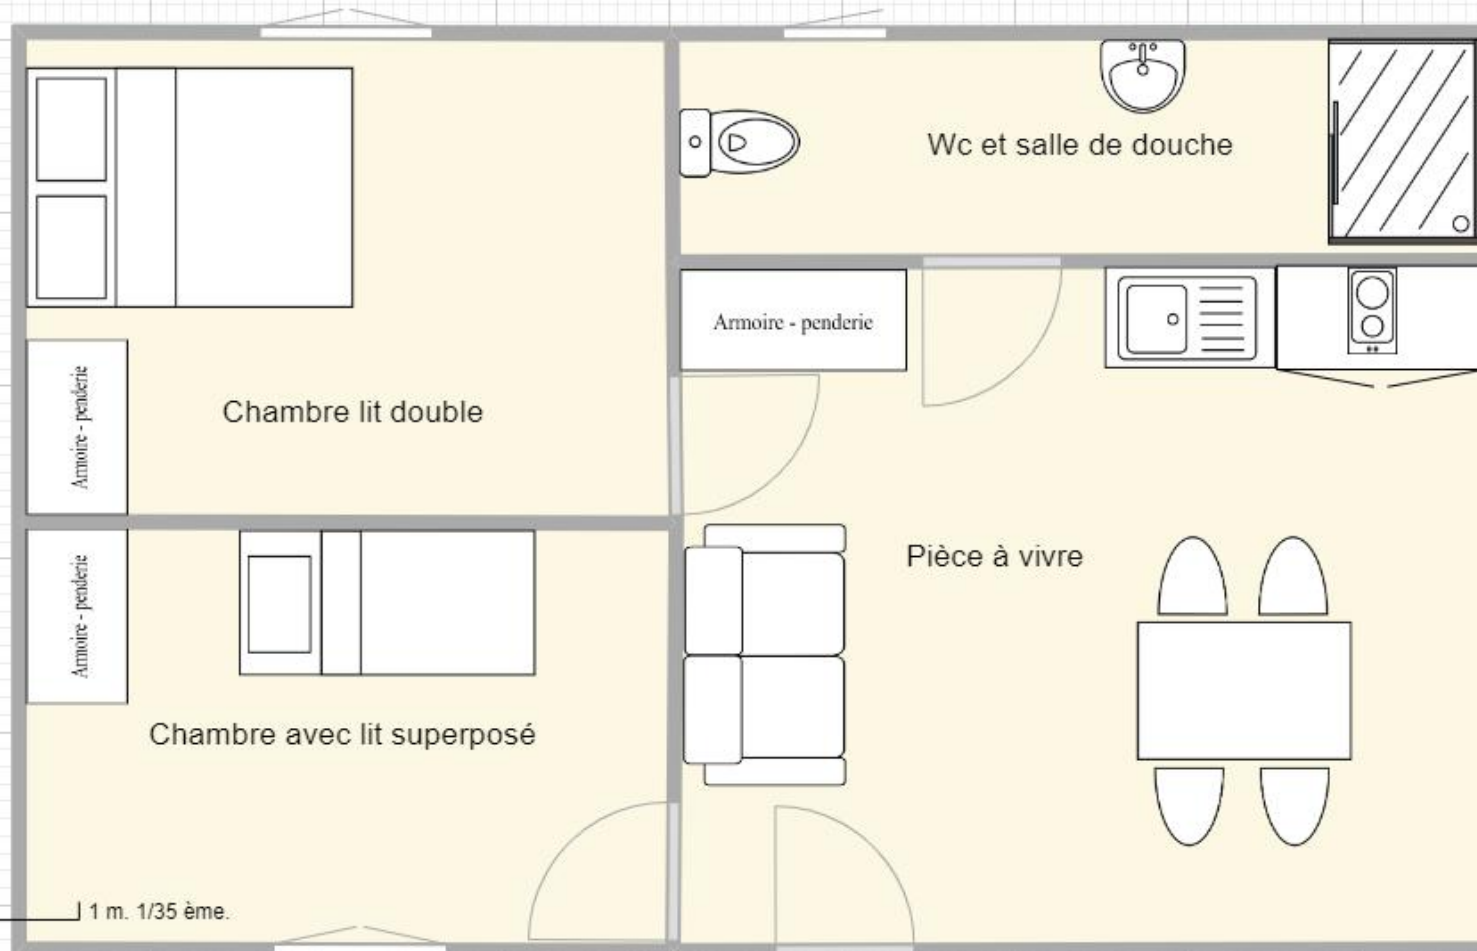 Wc et salle de douche
Armoire - penderie
Armoire - penderie
Chambre lit double
Pièce à vivre
Armoire - penderie
Chambre avec lit superposé
1 m. 1/35 ème.